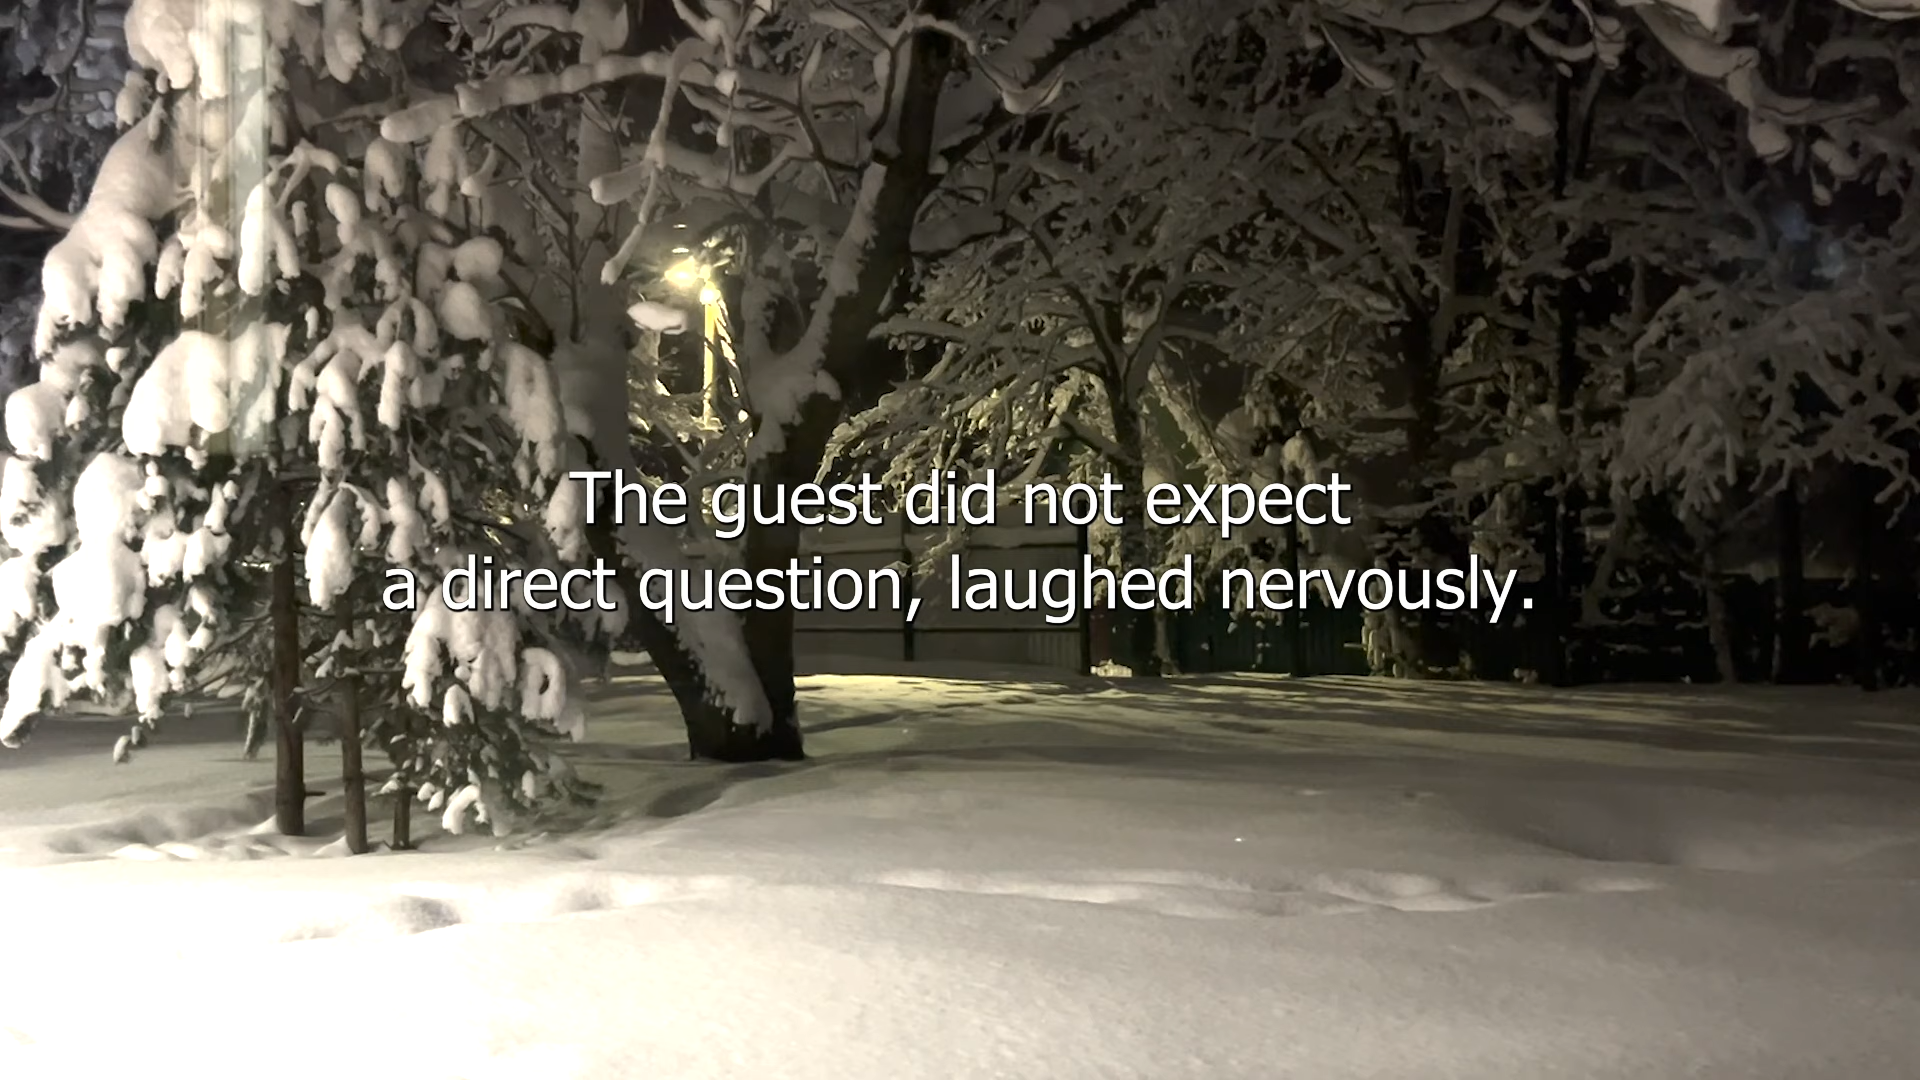 The guest did not expect
a direct question, laughed nervously.